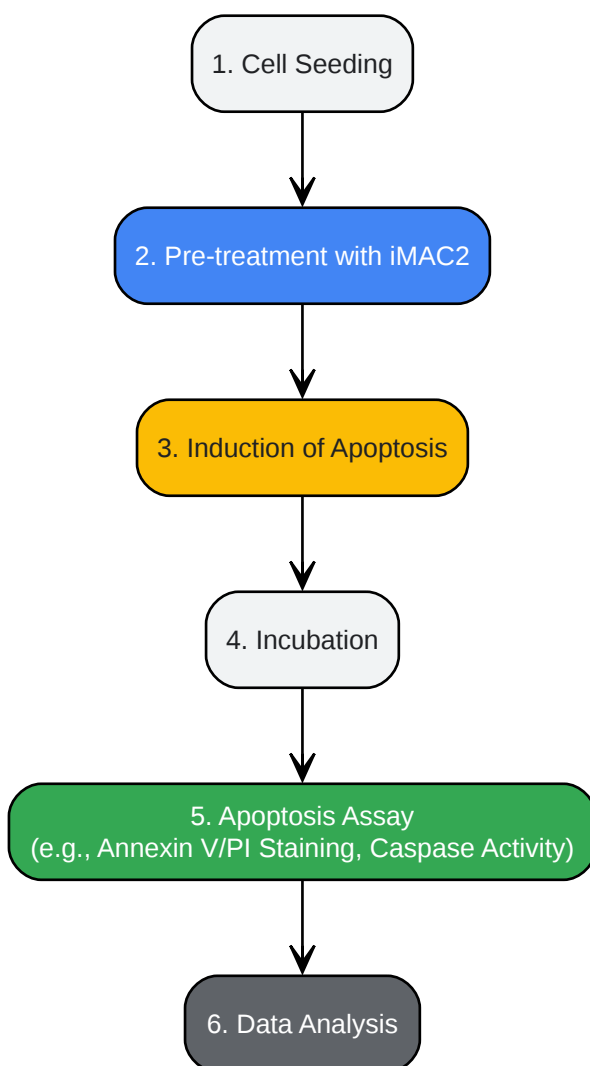 1. Cell Seeding
2. Pre-treatment with iMAC2
3. Induction of Apoptosis
4. Incubation
5. Apoptosis Assay
(e.g., Annexin V/PI Staining, Caspase Activity)
6. Data Analysis